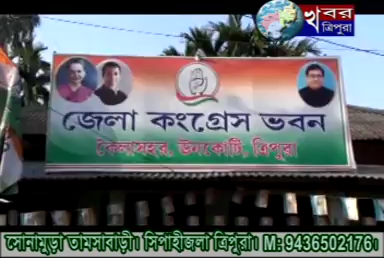 খবর
ত্রিপুরা
জেলা কংগ্রেস ভবন
কৈলাসহর, ঊনকোটি, ত্রিপুরা
সোনামুড়া তামসাবাড়ী। সিপাহীজলা ত্রিপুরা। M: 9436502176।